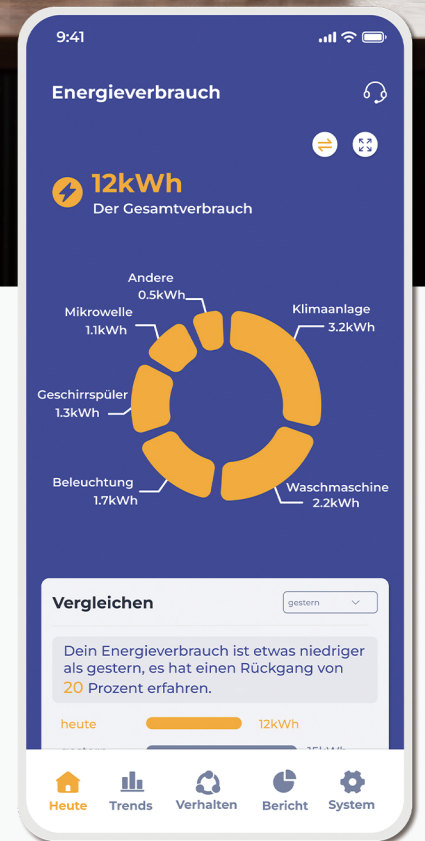 9:41
Energieverbrauch
12kWh
Der Gesamtverbrauch
Andere
0.5kWh
Mikrowelle
1.1kWh
Klimaanlage
3.2kWh
Geschirrspüler
1.3kWh
Beleuchtung
1.7kWh
Waschmaschine
2.2kWh
Vergleichen
gestern
Dein Energieverbrauch ist etwas niedriger
als gestern, es hat einen Rückgang von
20 Prozent erfahren.
heute 12kWh
gestern 15kWh
Heute Trends Verhalten Bericht System